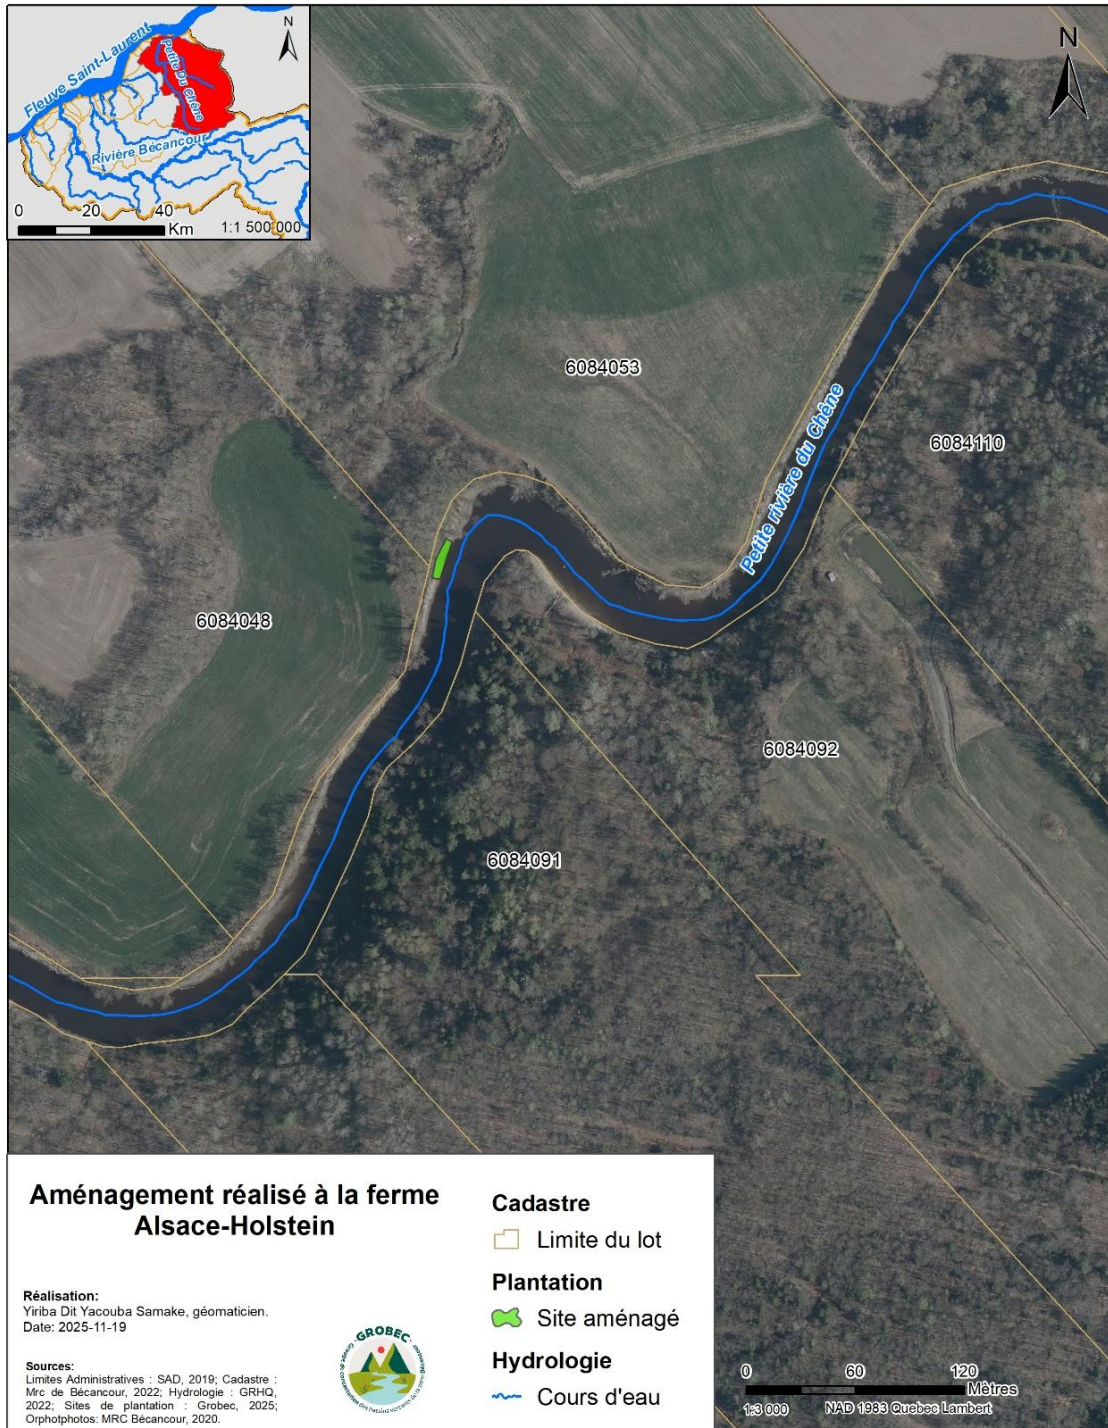 Fleuve Saint-Laurent
Petite Du Chêne
Rivière Bécancour
N
0 20 40
Km
1:1 500 000
N
6084053
6084110
Petite rivière du Chêne
6084048
6084092
6084091
Aménagement réalisé à la ferme
Alsace-Holstein
Réalisation:
Yiriba Dit Yacouba Samake, géomaticien.
Date: 2025-11-19
Sources:
Limites Administratives : SAD, 2019; Cadastre :
Mrc de Bécancour, 2022; Hydrologie : GRHQ,
2022; Sites de plantation : Grobec, 2025;
Orphotphotos: MRC Bécancour, 2020.
GROBEC
Cadastre
Limite du lot
Plantation
Site aménagé
Hydrologie
Cours d'eau
0 60 120
Mètres
1:3 000
NAD 1983 Quebec Lambert